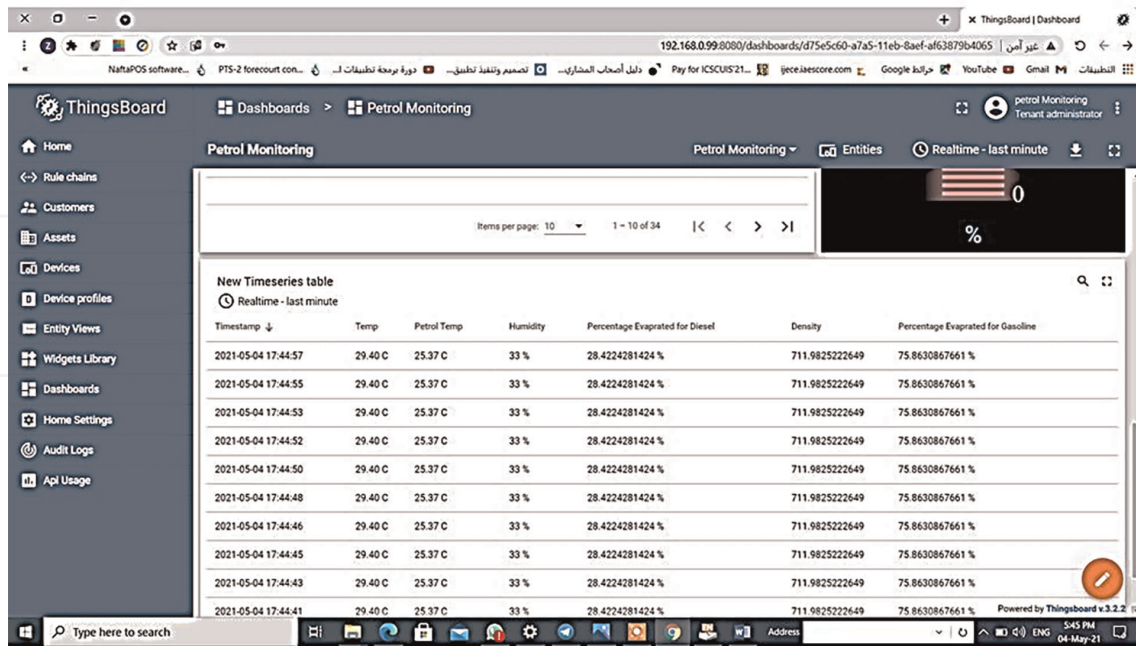 ThingsBoard | Dashboard
192.168.0.99:8080/dashboards/d75e5c60-a7a5-11eb-8aef-af63879b4065 | غير آمن
التطبيقات Gmail YouTube خرائط Google ijece.iaescore.com Pay for ICSCUIS'21... دليل أصحاب المشاري... تصميم وتنفيذ تطبيق... دورة برمجة تطبيقات ا... PTS-2 forecourt con... NaftaPOS software...
ThingsBoard
Dashboards > Petrol Monitoring
petrol Monitoring
Tenant administrator
Home
Rule chains
Customers
Assets
Devices
Device profiles
Entity Views
Widgets Library
Dashboards
Home Settings
Audit Logs
Api Usage
Petrol Monitoring
Petrol Monitoring Entities Realtime - last minute
Items per page: 10 1 – 10 of 34
0
%
New Timeseries table
Realtime - last minute
Timestamp Temp Petrol Temp Humidity Percentage Evaprated for Diesel Density Percentage Evaprated for Gasoline
2021-05-04 17:44:57 29.40 C 25.37 C 33 % 28.4224281424 % 711.9825222649 75.8630867661 %
2021-05-04 17:44:55 29.40 C 25.37 C 33 % 28.4224281424 % 711.9825222649 75.8630867661 %
2021-05-04 17:44:53 29.40 C 25.37 C 33 % 28.4224281424 % 711.9825222649 75.8630867661 %
2021-05-04 17:44:52 29.40 C 25.37 C 33 % 28.4224281424 % 711.9825222649 75.8630867661 %
2021-05-04 17:44:50 29.40 C 25.37 C 33 % 28.4224281424 % 711.9825222649 75.8630867661 %
2021-05-04 17:44:48 29.40 C 25.37 C 33 % 28.4224281424 % 711.9825222649 75.8630867661 %
2021-05-04 17:44:46 29.40 C 25.37 C 33 % 28.4224281424 % 711.9825222649 75.8630867661 %
2021-05-04 17:44:45 29.40 C 25.37 C 33 % 28.4224281424 % 711.9825222649 75.8630867661 %
2021-05-04 17:44:43 29.40 C 25.37 C 33 % 28.4224281424 % 711.9825222649 75.8630867661 %
2021-05-04 17:44:41 29.40 C 25.37 C 33 % 28.4224281424 % 711.9825222649 75.8630867661 %
Powered by Thingsboard v.3.2.2
Type here to search
Address
ENG
5:45 PM
04-May-21